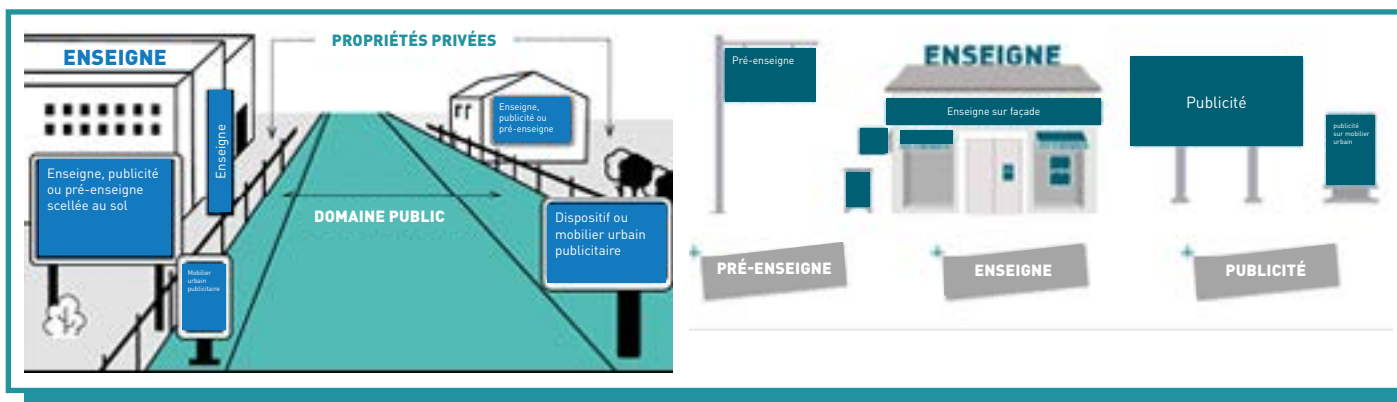 ENSEIGNE
PROPRIÉTÉS PRIVÉES
Enseigne
Enseigne,
publicité ou
pré-enseigne
Enseigne, publicité
ou pré-enseigne
scellée au sol
DOMAINE PUBLIC
Dispositif ou
mobilier urbain
publicitaire
Mobilier
urbain
publicitaire
Pré-enseigne
ENSEIGNE
Enseigne sur façade
Publicité
publicité
sur mobilier
urbain
PRÉ-ENSEIGNE
ENSEIGNE
PUBLICITÉ